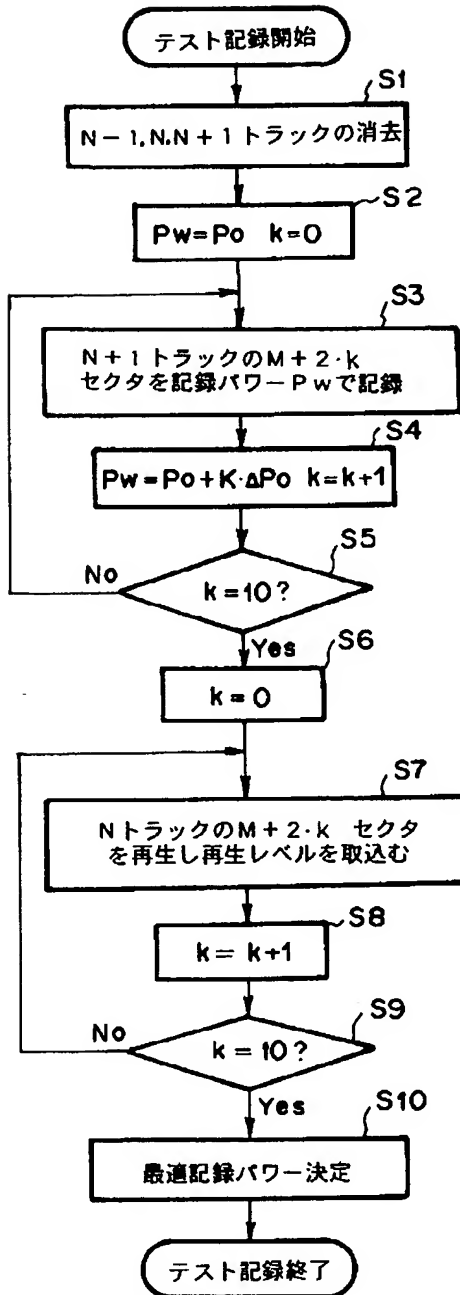 テスト記録開始
S1
N-1,N,N+1トラックの消去
S2
Pw=Po k=0
S3
N+1トラックのM+2·k
セクタを記録パワーPwで記録
S4
Pw=Po+K·ΔPo k=k+1
S5
No
k=10?
Yes
S6
k=0
S7
NトラックのM+2·k セクタ
を再生し再生レベルを取込む
S8
k=k+1
S9
No
k=10?
Yes
S10
最適記録パワー決定
テスト記録終了